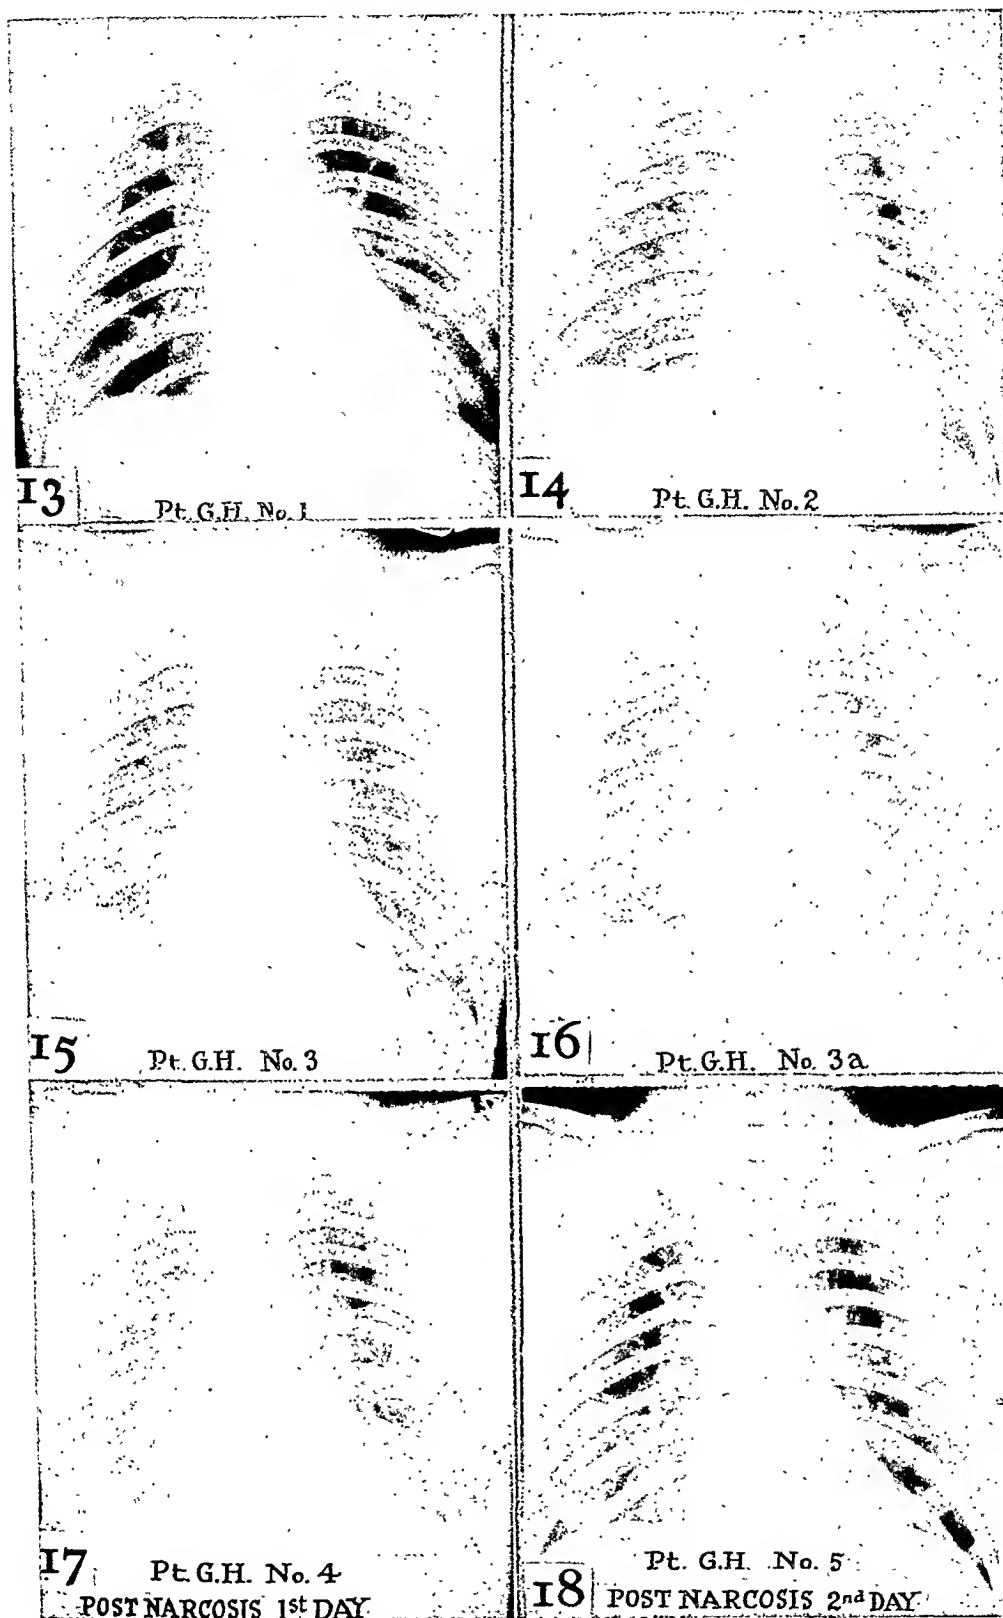 13
Pt. G.H. No. 1
14
Pt. G.H. No. 2
15
Pt. G.H. No. 3
16
Pt. G.H. No. 3a
17
Pt. G.H. No. 4
POST NARCOSIS 1st DAY
18
Pt. G.H. No. 5
POST NARCOSIS 2nd DAY